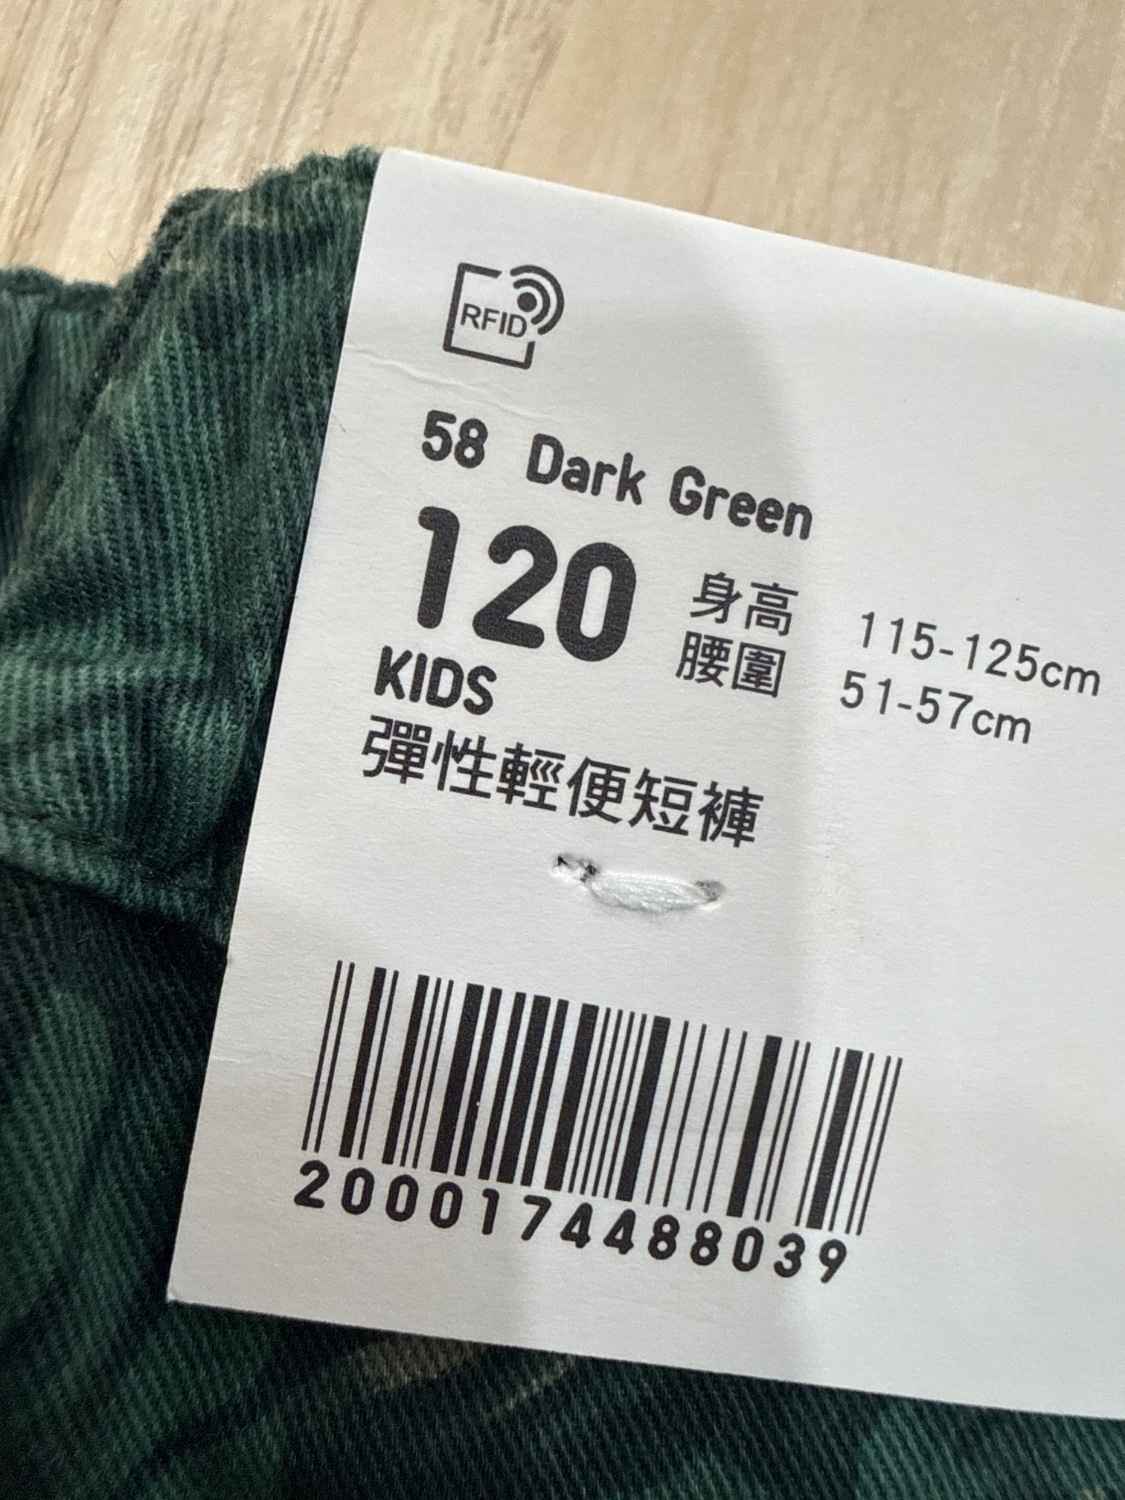 RFID
58 Dark Green
120
身高 115-125cm
腰圍 51-57cm
KIDS
彈性輕便短褲
2000174488039